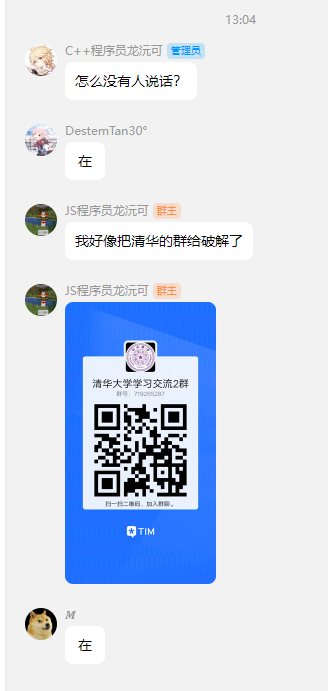 13:04
C++程序员龙沅可 管理员
怎么没有人说话?
DestemTan30°
在
JS程序员龙沅可 群主
我好像把清华的群给破解了
JS程序员龙沅可 群主
清华大学学习交流2群
群号：719265287
扫一扫二维码，加入群聊。
TIM
M
在